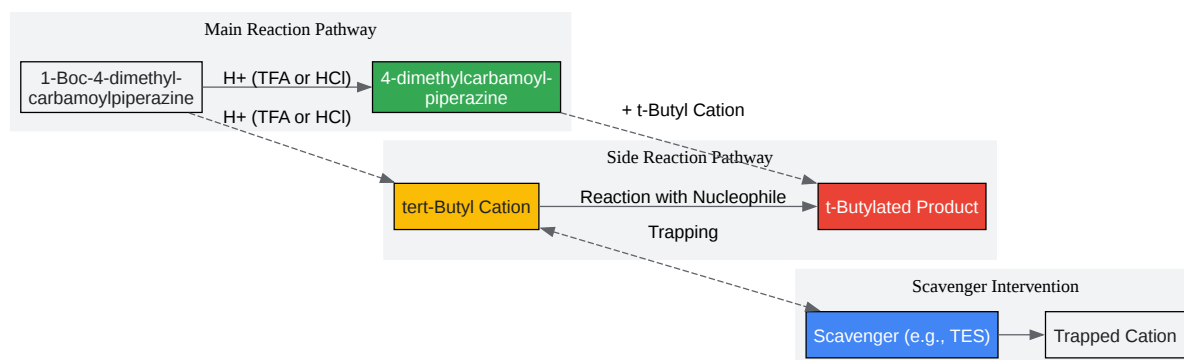 Main Reaction Pathway
1-Boc-4-dimethyl-
carbamoylpiperazine
H+ (TFA or HCl)
4-dimethylcarbamoyl-
piperazine
H+ (TFA or HCl)
+ t-Butyl Cation
Side Reaction Pathway
tert-Butyl Cation
Reaction with Nucleophile
t-Butylated Product
Trapping
Scavenger Intervention
Scavenger (e.g., TES)
Trapped Cation